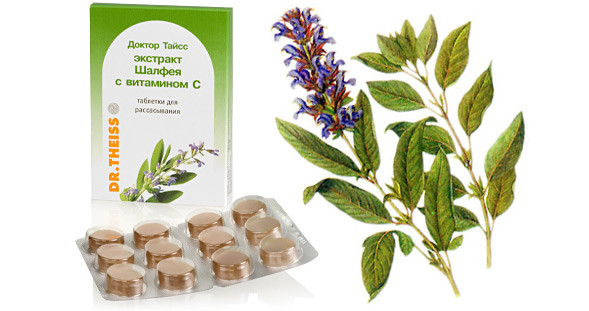 Доктор Тайсс
экстракт
Шалфея
с витамином С
таблетки для
рассасывания
DR.THEISS